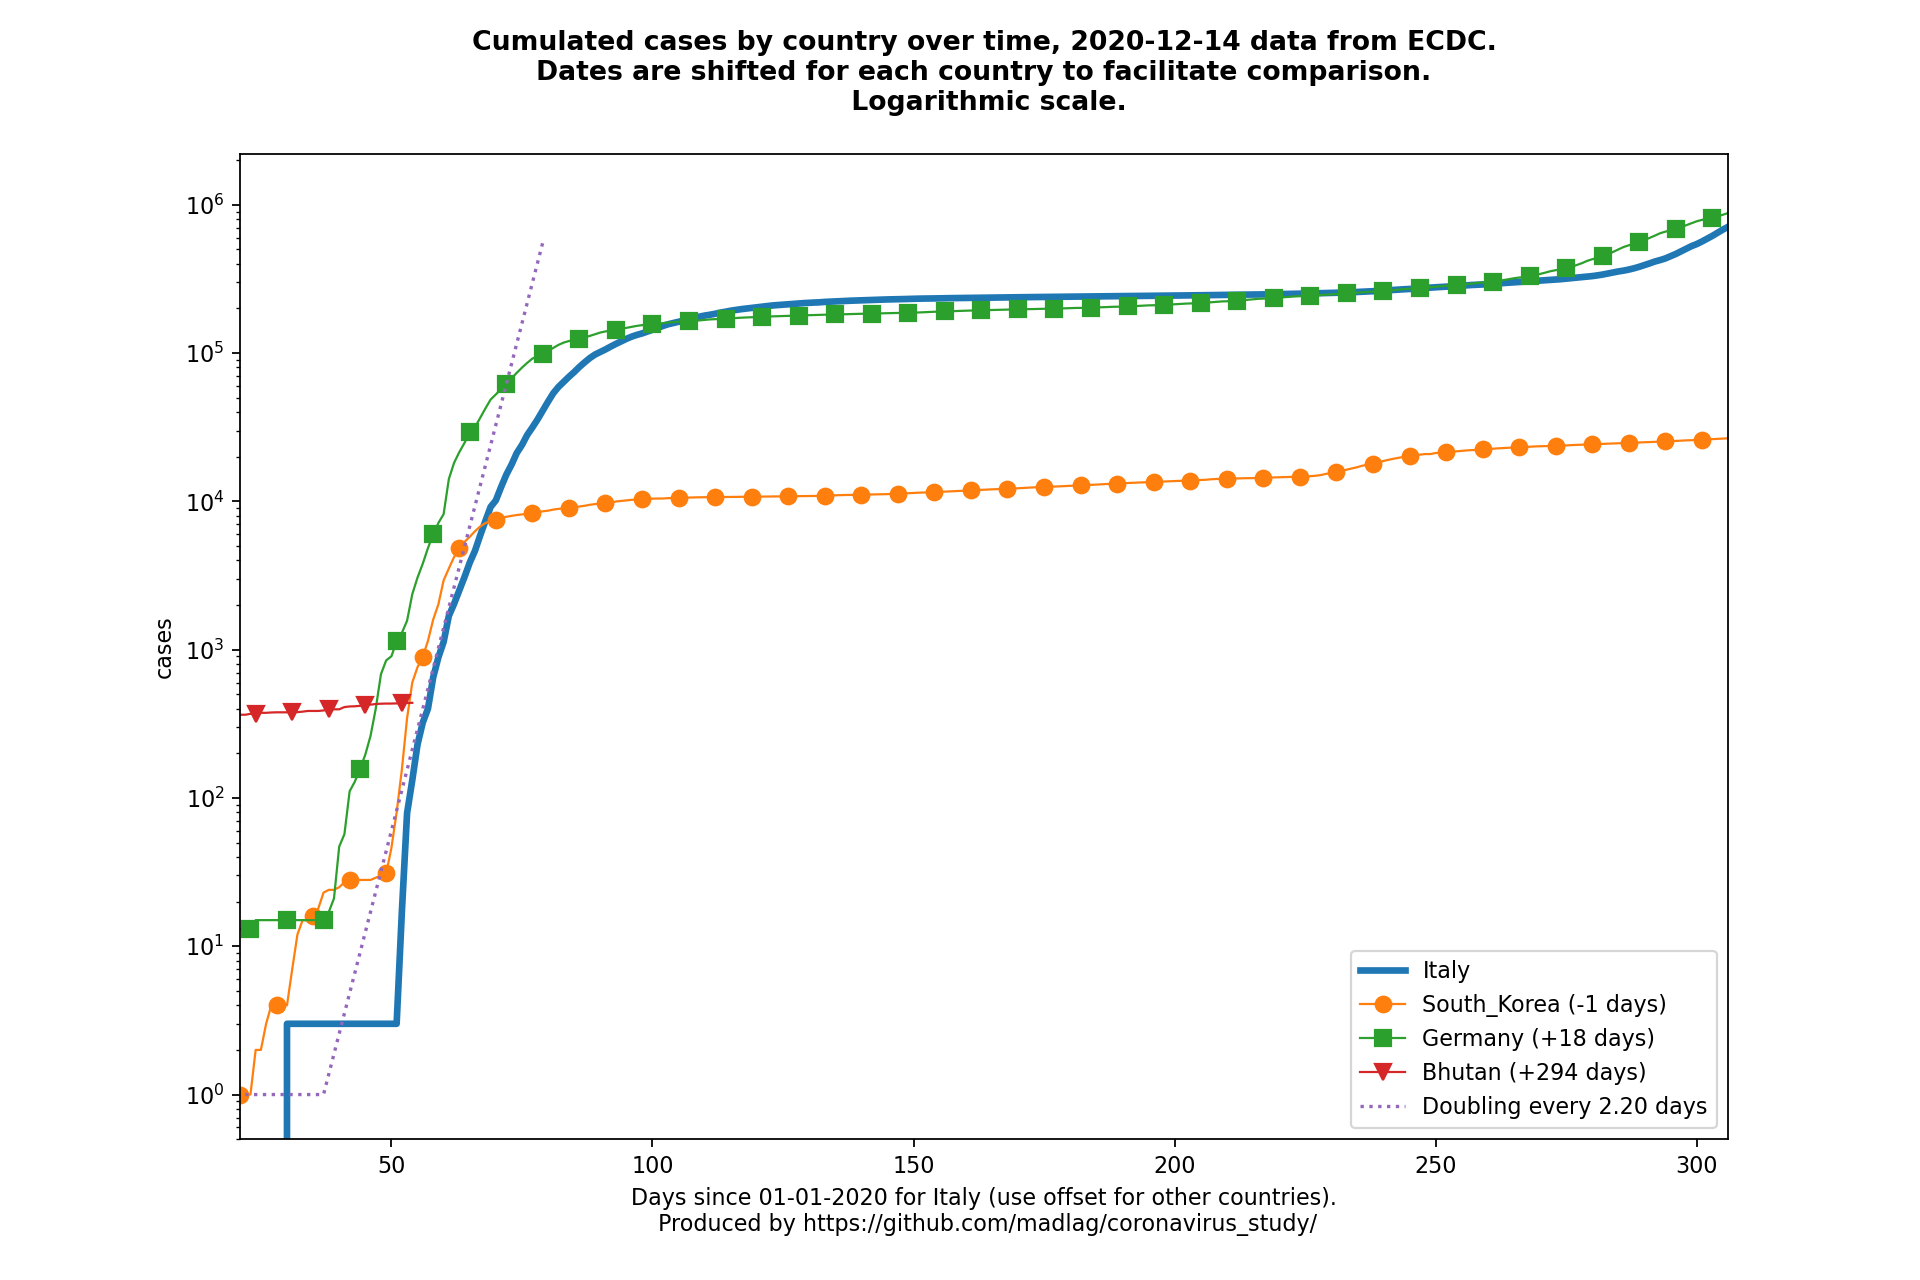 Cumulated cases by country over time, 2020-12-14 data from ECDC.
Dates are shifted for each country to facilitate comparison.
Logarithmic scale.
10^6
10^5
10^4
10^3
10^2
10^1
10^0
cases
Italy
South_Korea (-1 days)
Germany (+18 days)
Bhutan (+294 days)
Doubling every 2.20 days
50 100 150 200 250 300
Days since 01-01-2020 for Italy (use offset for other countries).
Produced by https://github.com/madlag/coronavirus_study/